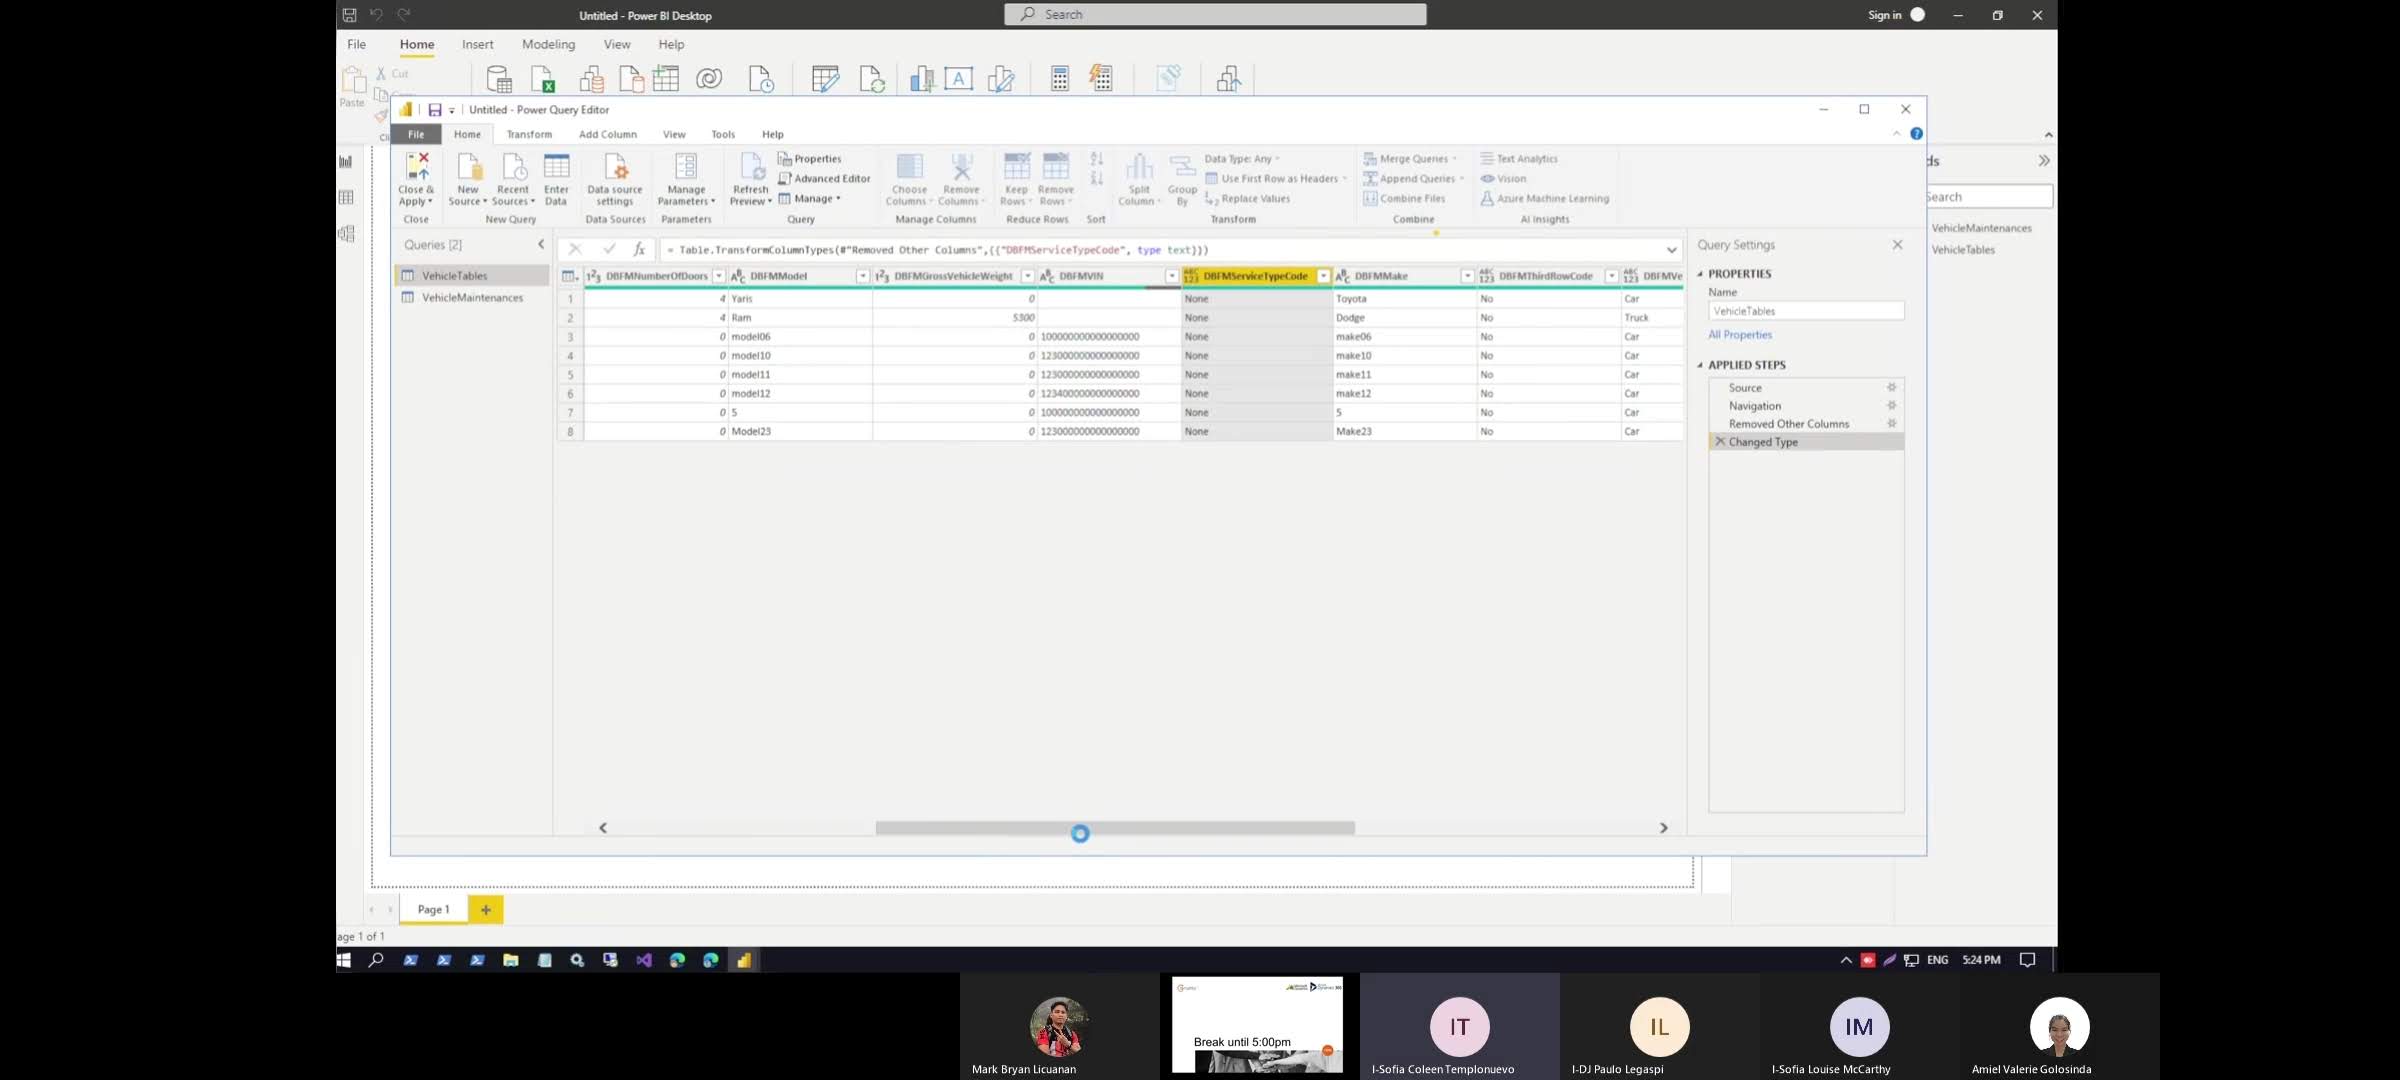 Untitled - Power BI Desktop
Search
Sign in
File Home Insert Modeling View Help
Cut
Paste
Untitled - Power Query Editor
File Home Transform Add Column View Tools Help
Close & Apply
New Source
Recent Sources
Enter Data
Data source settings
Manage Parameters
Refresh Preview
Properties
Advanced Editor
Manage
Choose Columns
Remove Columns
Keep Rows
Remove Rows
Split Column
Group By
Data Type: Any
Use First Row as Headers
Replace Values
Merge Queries
Append Queries
Combine Files
Text Analytics
Vision
Azure Machine Learning
Close New Query Data Sources Parameters Query Manage Columns Reduce Rows Sort Transform Combine AI Insights
Search
VehicleMaintenances
VehicleTables
Queries [2]
VehicleTables
VehicleMaintenances
= Table.TransformColumnTypes(#"Removed Other Columns",{{"DBFMServiceTypeCode", type text}})
DBFMNumberOfDoors DBFMModel DBFMGrossVehicleWeight DBFMVIN DBFMServiceTypeCode DBFMMake DBFMThirdRowCode DBFMVe
1 4 Yaris 0 None Toyota No Car
2 4 Ram 5300 None Dodge No Truck
3 0 model06 0 10000000000000000 None make06 No Car
4 0 model10 0 12300000000000000 None make10 No Car
5 0 model11 0 12300000000000000 None make11 No Car
6 0 model12 0 12340000000000000 None make12 No Car
7 0 5 0 10000000000000000 None 5 No Car
8 0 Model23 0 12300000000000000 None Make23 No Car
Query Settings
PROPERTIES
Name
VehicleTables
All Properties
APPLIED STEPS
Source
Navigation
Removed Other Columns
Changed Type
Page 1
age 1 of 1
ENG 5:24 PM
Break until 5:00pm
IT IL IM
Mark Bryan Licuanan
I-Sofia Coleen Templonuevo
I-DJ Paulo Legaspi
I-Sofia Louise McCarthy
Amiel Valerie Golosinda